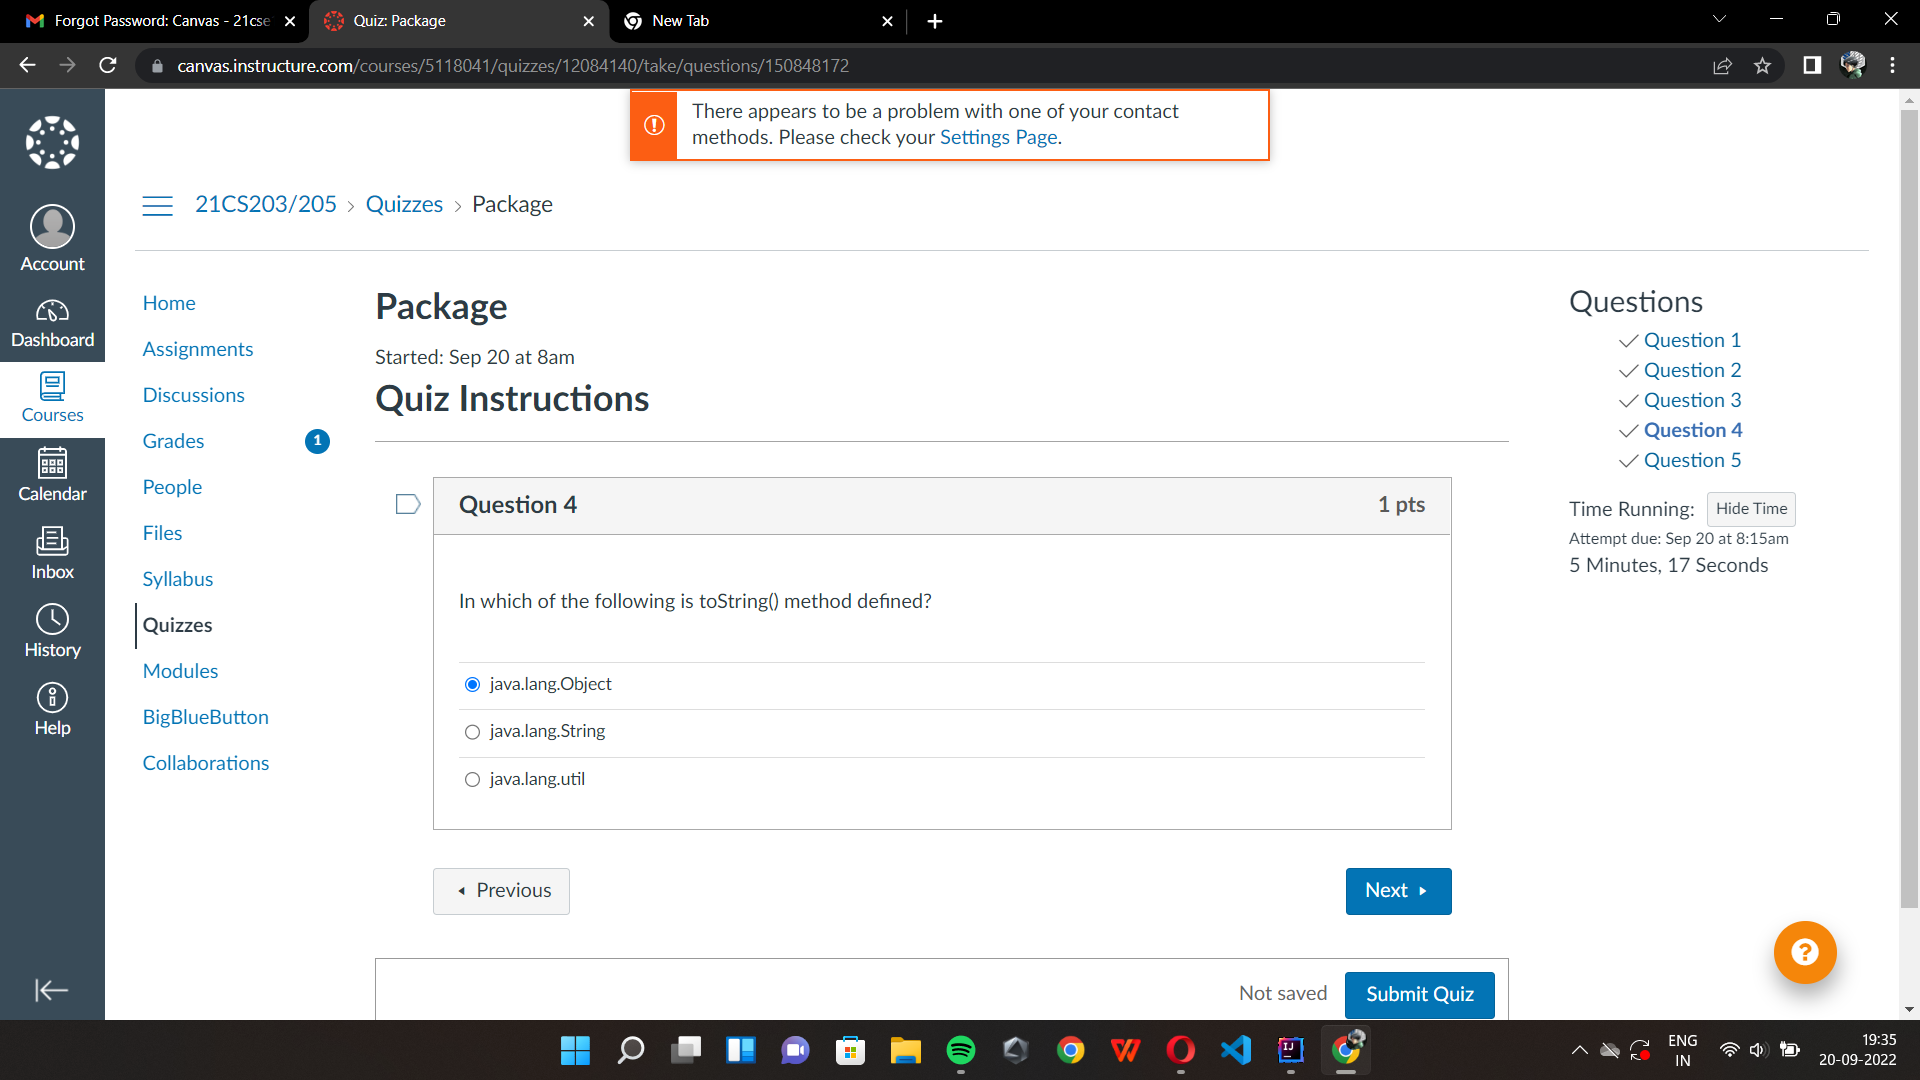 Forgot Password: Canvas - 21cse
Quiz: Package
New Tab
canvas.instructure.com/courses/5118041/quizzes/12084140/take/questions/150848172
There appears to be a problem with one of your contact
methods. Please check your Settings Page.
21CS203/205 › Quizzes › Package
Account
Dashboard
Courses
Calendar
Inbox
History
Help
Home
Assignments
Discussions
Grades 1
People
Files
Syllabus
Quizzes
Modules
BigBlueButton
Collaborations
Package
Started: Sep 20 at 8am
Quiz Instructions
Question 4 1 pts
In which of the following is toString() method defined?
java.lang.Object
java.lang.String
java.lang.util
Previous
Next
Not saved
Submit Quiz
Questions
Question 1
Question 2
Question 3
Question 4
Question 5
Time Running: Hide Time
Attempt due: Sep 20 at 8:15am
5 Minutes, 17 Seconds
ENG
IN
19:35
20-09-2022